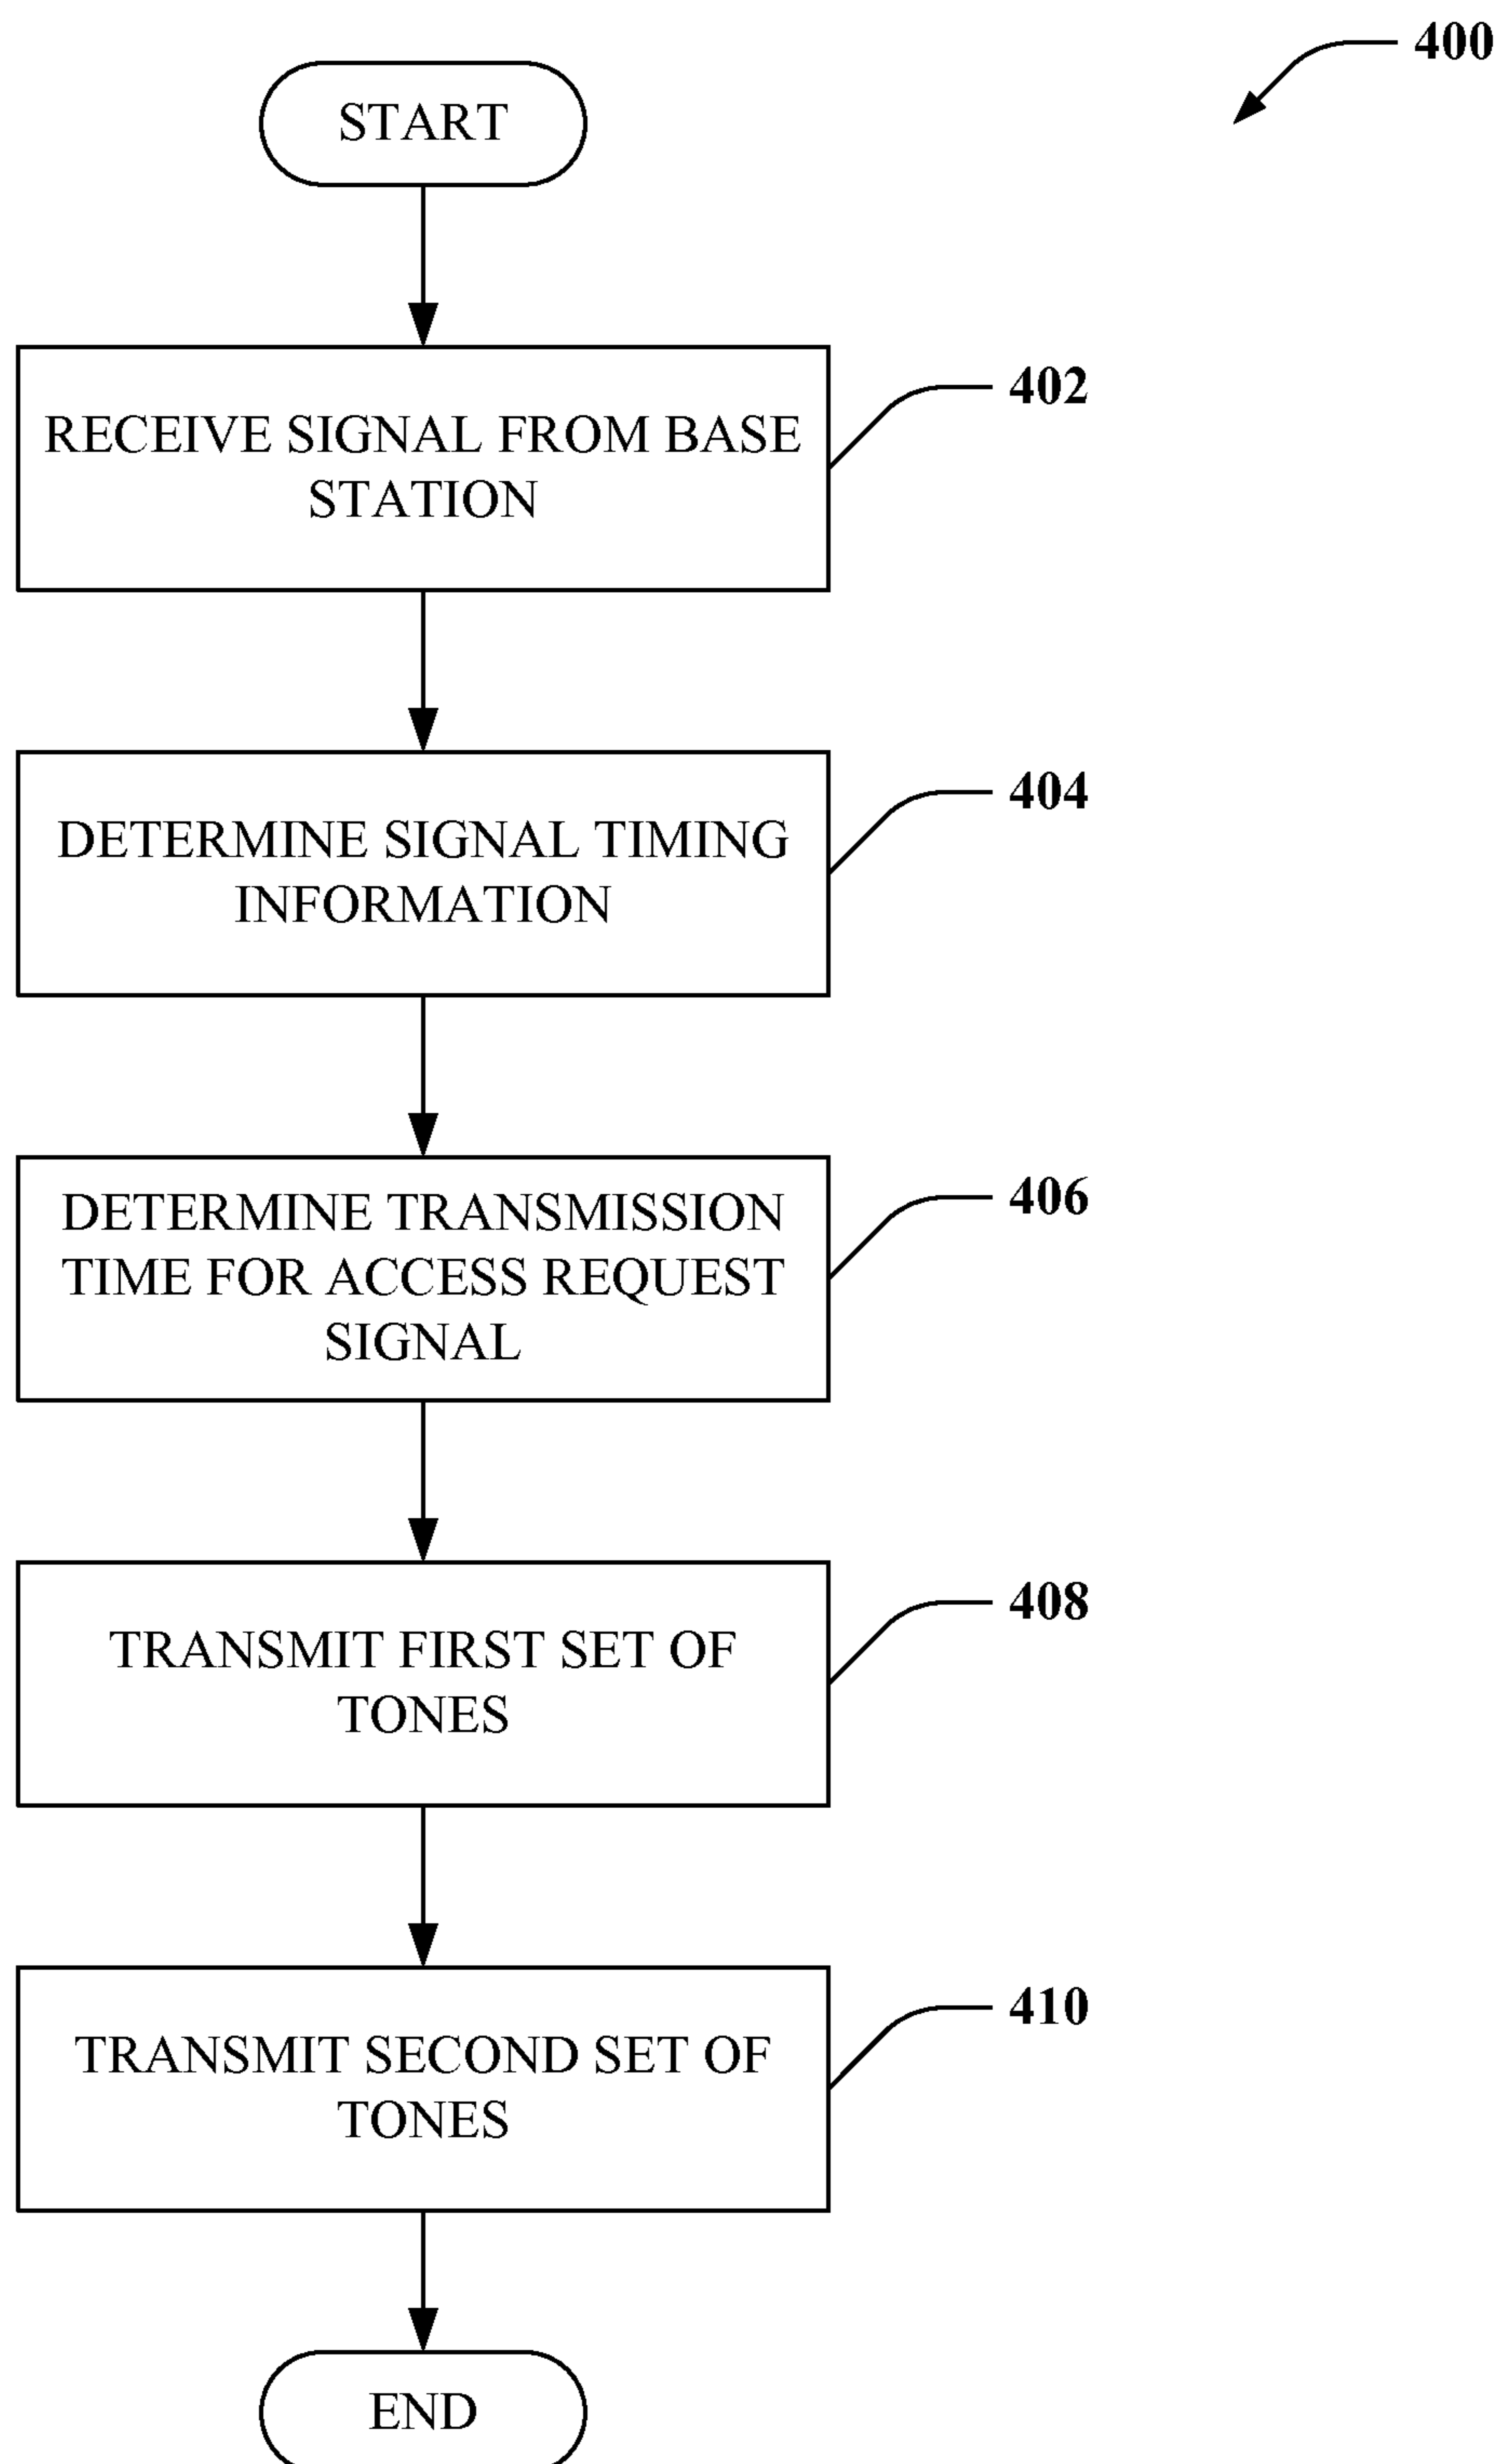 400
START
RECEIVE SIGNAL FROM BASE
STATION
402
DETERMINE SIGNAL TIMING
INFORMATION
404
DETERMINE TRANSMISSION
TIME FOR ACCESS REQUEST
SIGNAL
406
TRANSMIT FIRST SET OF
TONES
408
TRANSMIT SECOND SET OF
TONES
410
END